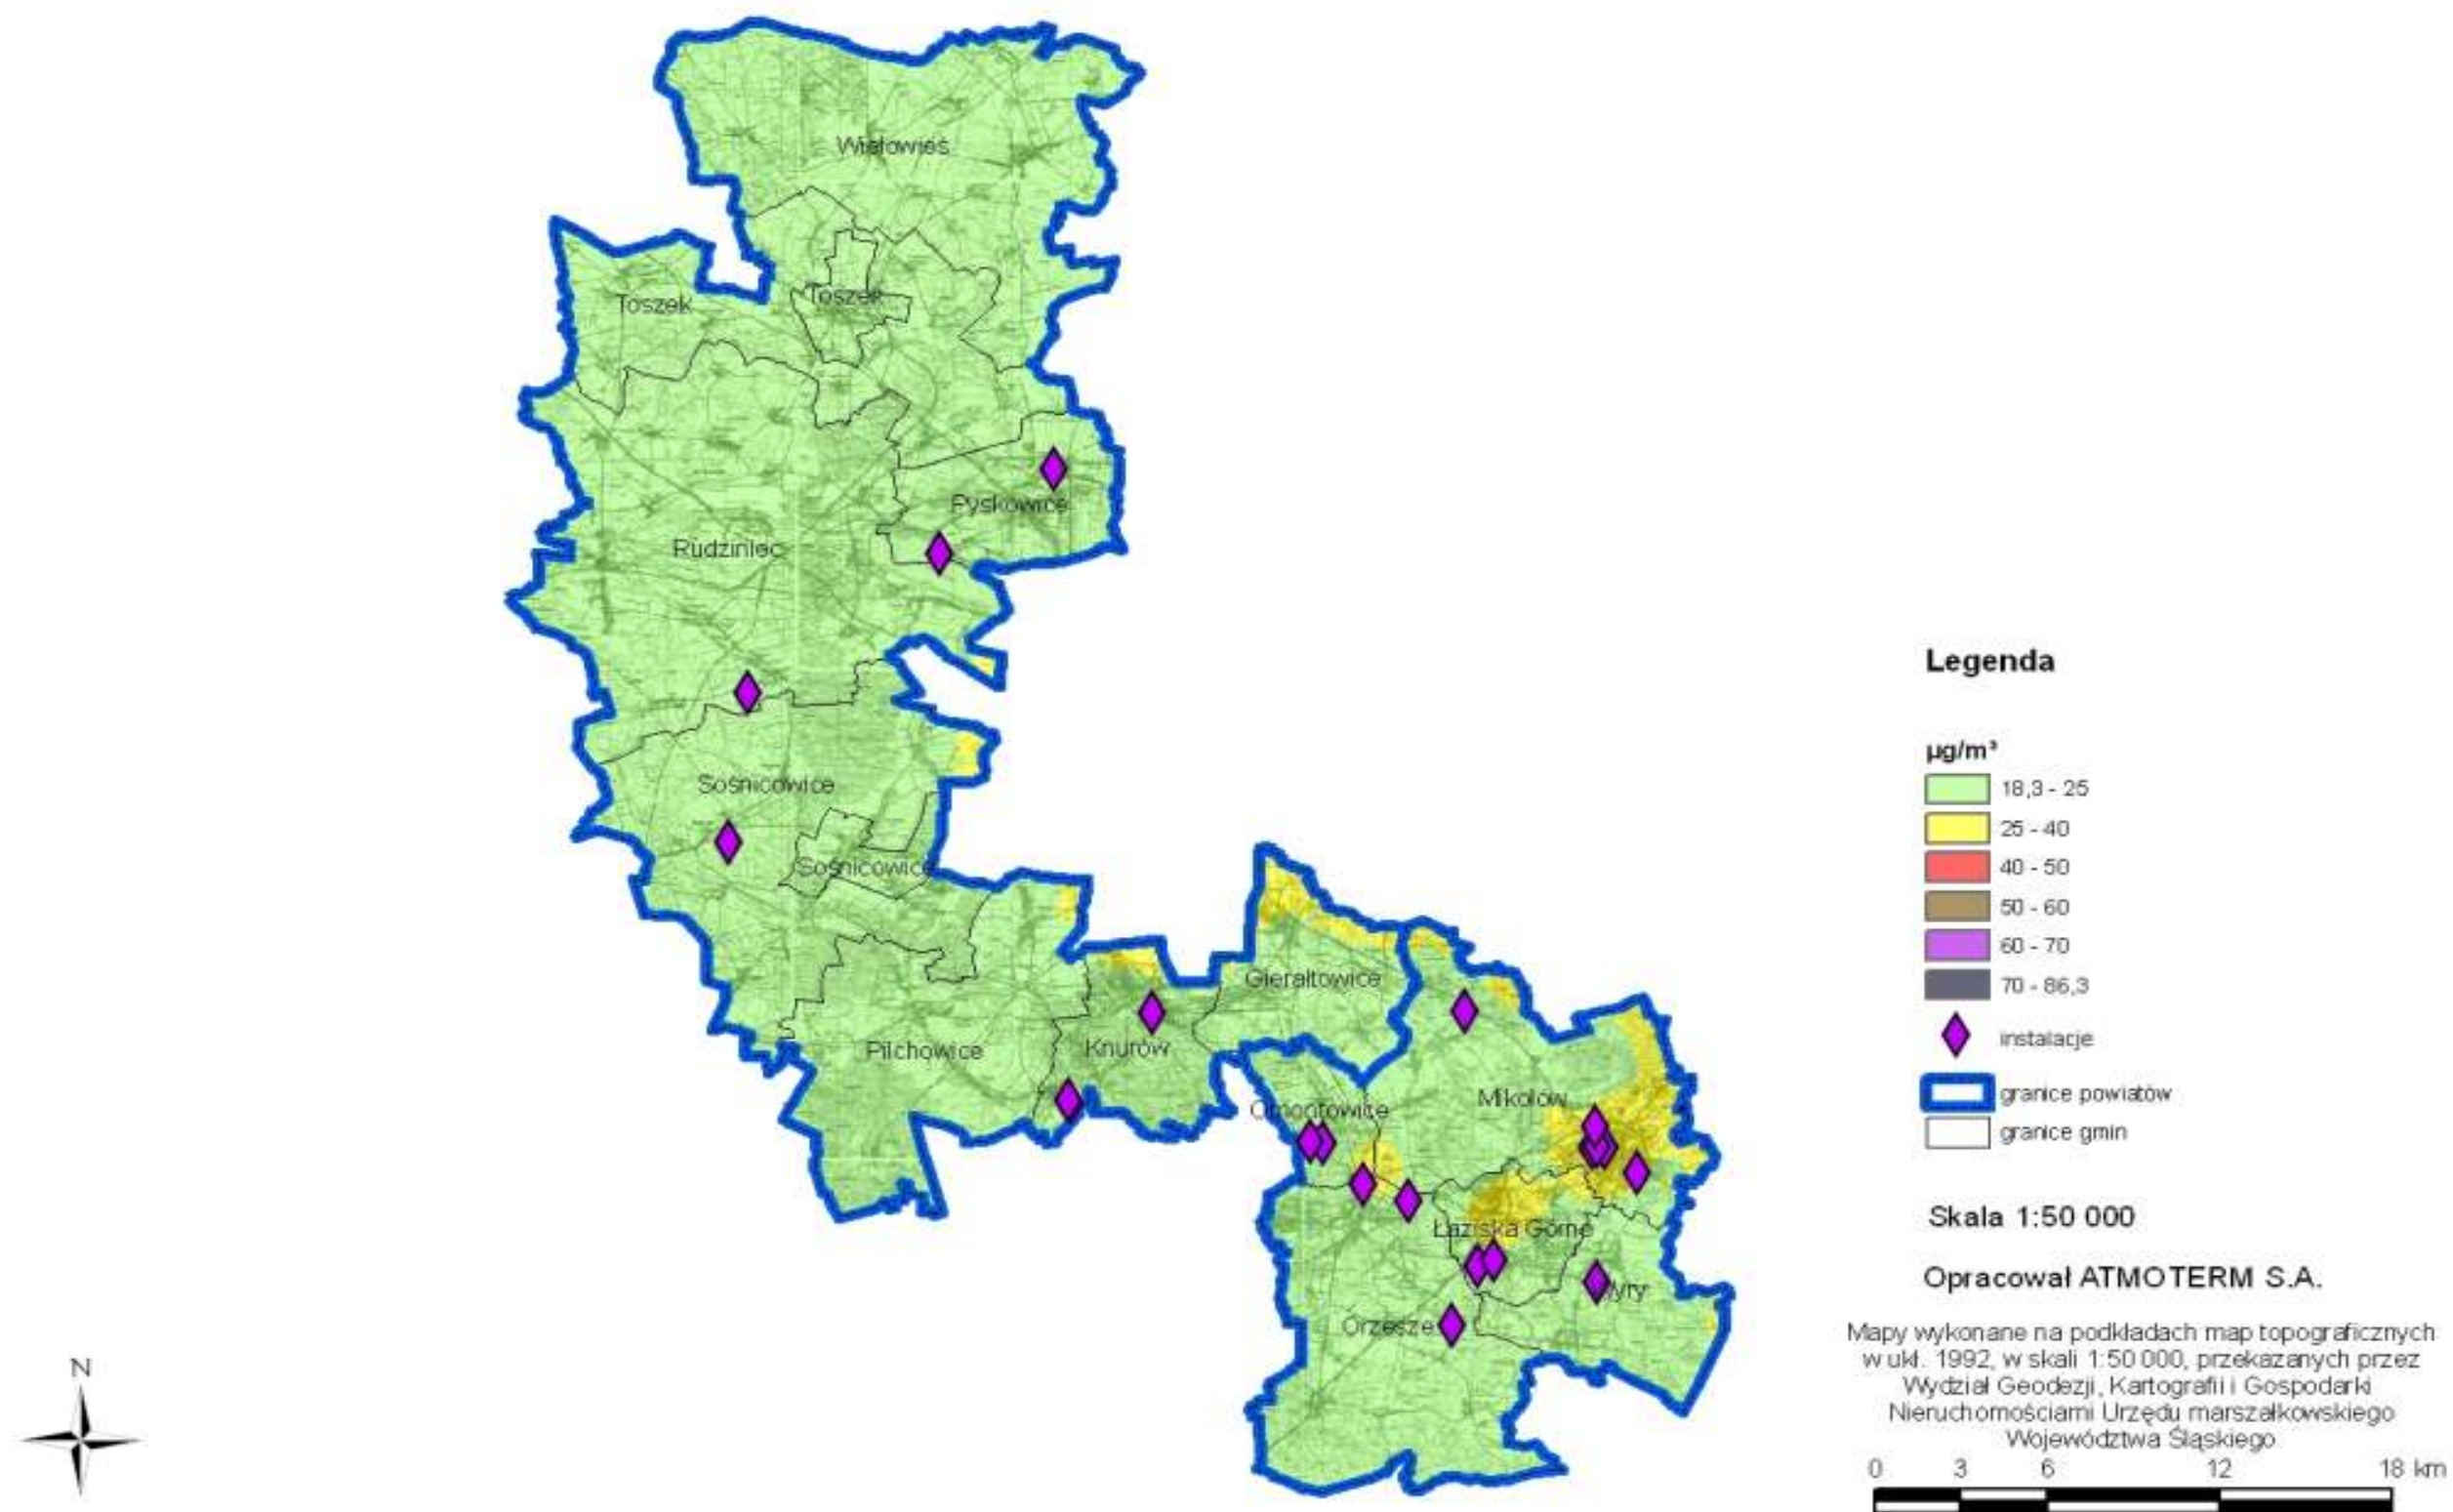 Wielowieś
Toszek
Toszek
Pyskowice
Rudziniec
Sośnicowice
Sośnicowice
Gierałtowice
Pilchowice
Knurów
Ornontowice
Mikołów
Łaziska Górne
Wyry
Orzesze
N
Legenda
µg/m³
18,3 - 25
25 - 40
40 - 50
50 - 60
60 - 70
70 - 86,3
instalacje
granice powiatów
granice gmin
Skala 1:50 000
Opracował ATMOTERM S.A.
Mapy wykonane na podkładach map topograficznych
w ukł. 1992, w skali 1:50 000, przekazanych przez
Wydział Geodezji, Kartografii i Gospodarki
Nieruchomościami Urzędu marszałkowskiego
Województwa Śląskiego
0 3 6 12 18 km